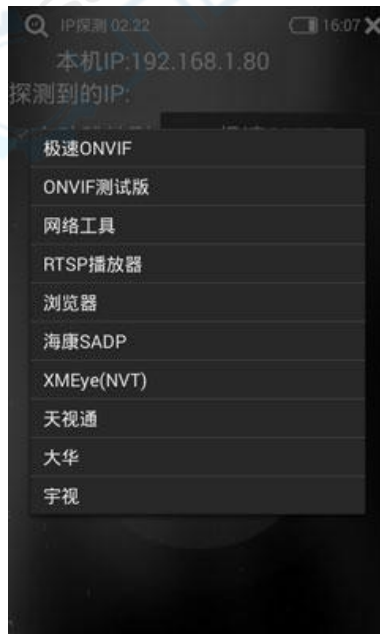 IP探测 02.22
16:07
本机IP:192.168.1.80
探测到的IP:
极速ONVIF
ONVIF测试版
网络工具
RTSP播放器
浏览器
海康SADP
XMEye(NVT)
天视通
大华
宇视